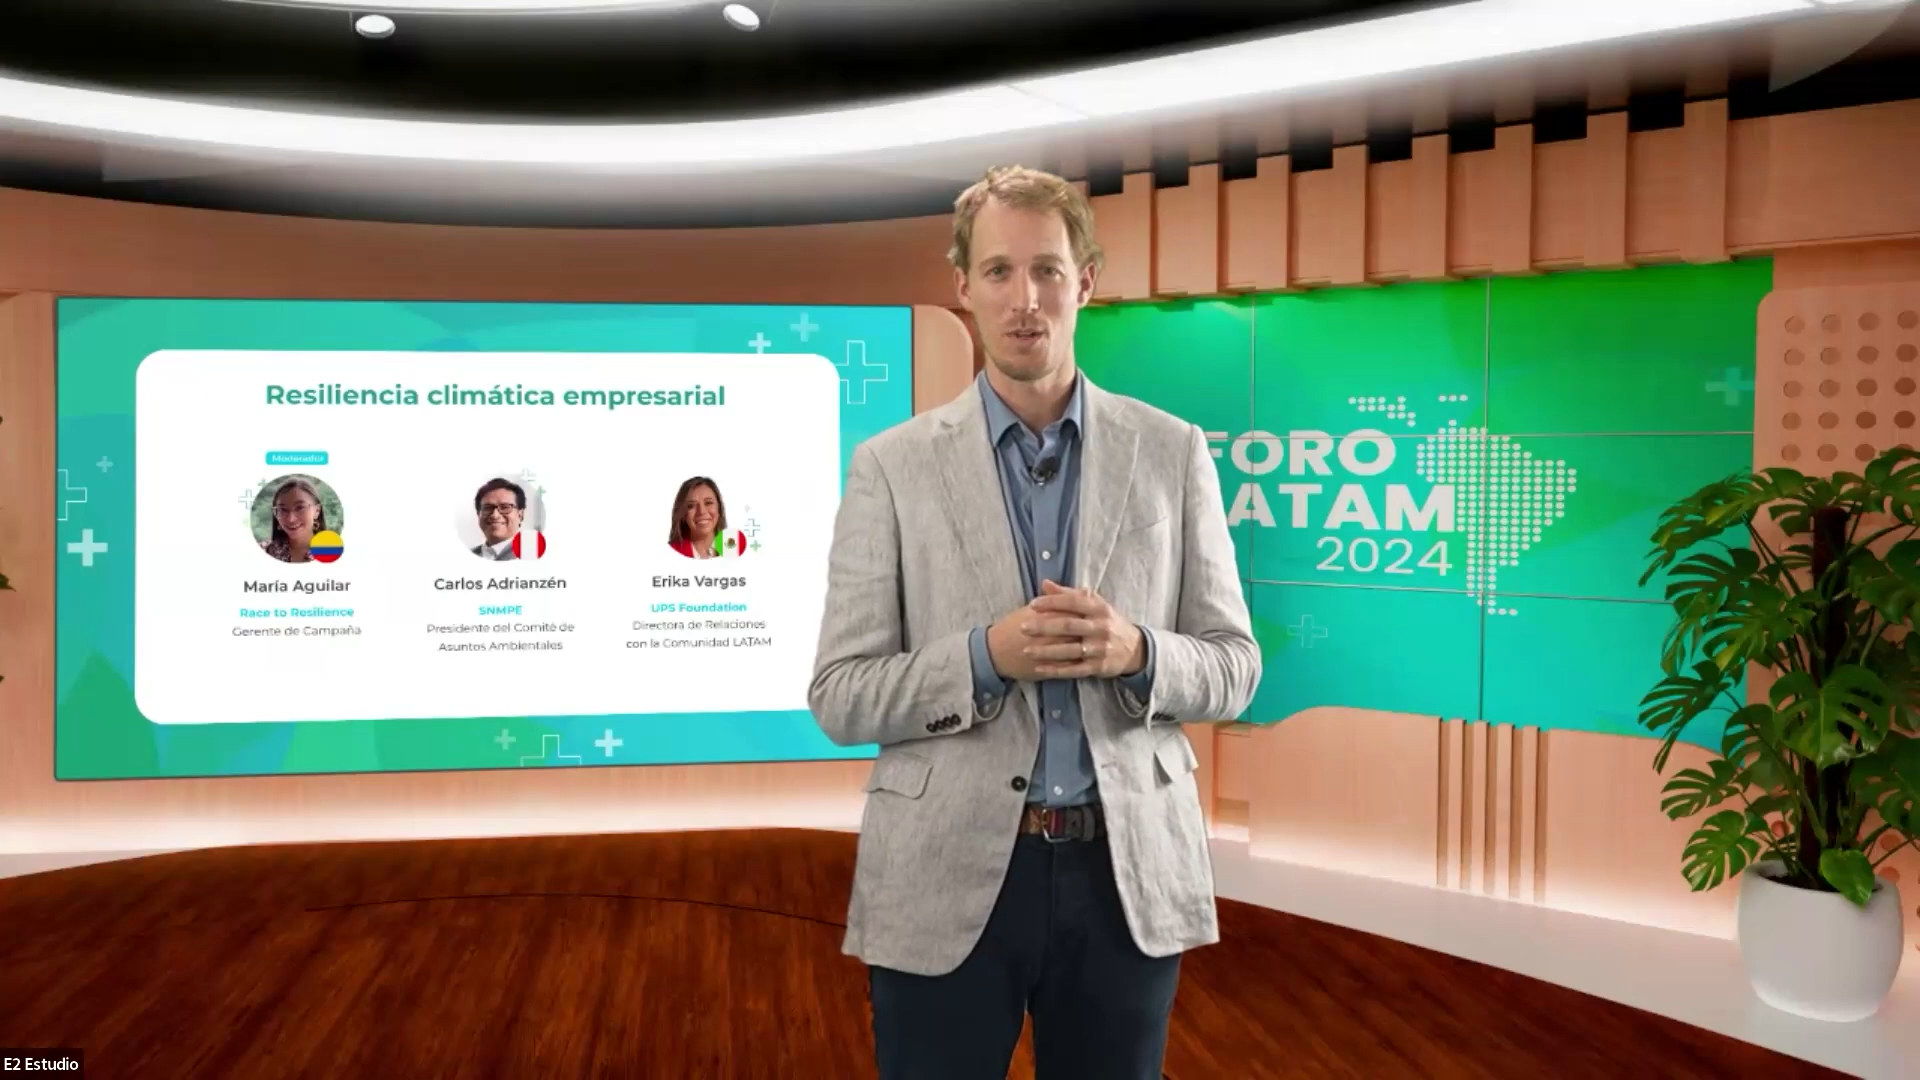 Resiliencia climática empresarial
Moderador
María Aguilar
Race to Resilience
Gerente de Campaña
Carlos Adrianzén
SNMPE
Presidente del Comité de
Asuntos Ambientales
Erika Vargas
UPS Foundation
Directora de Relaciones
con la Comunidad LATAM
FORO
LATAM
2024
E2 Estudio